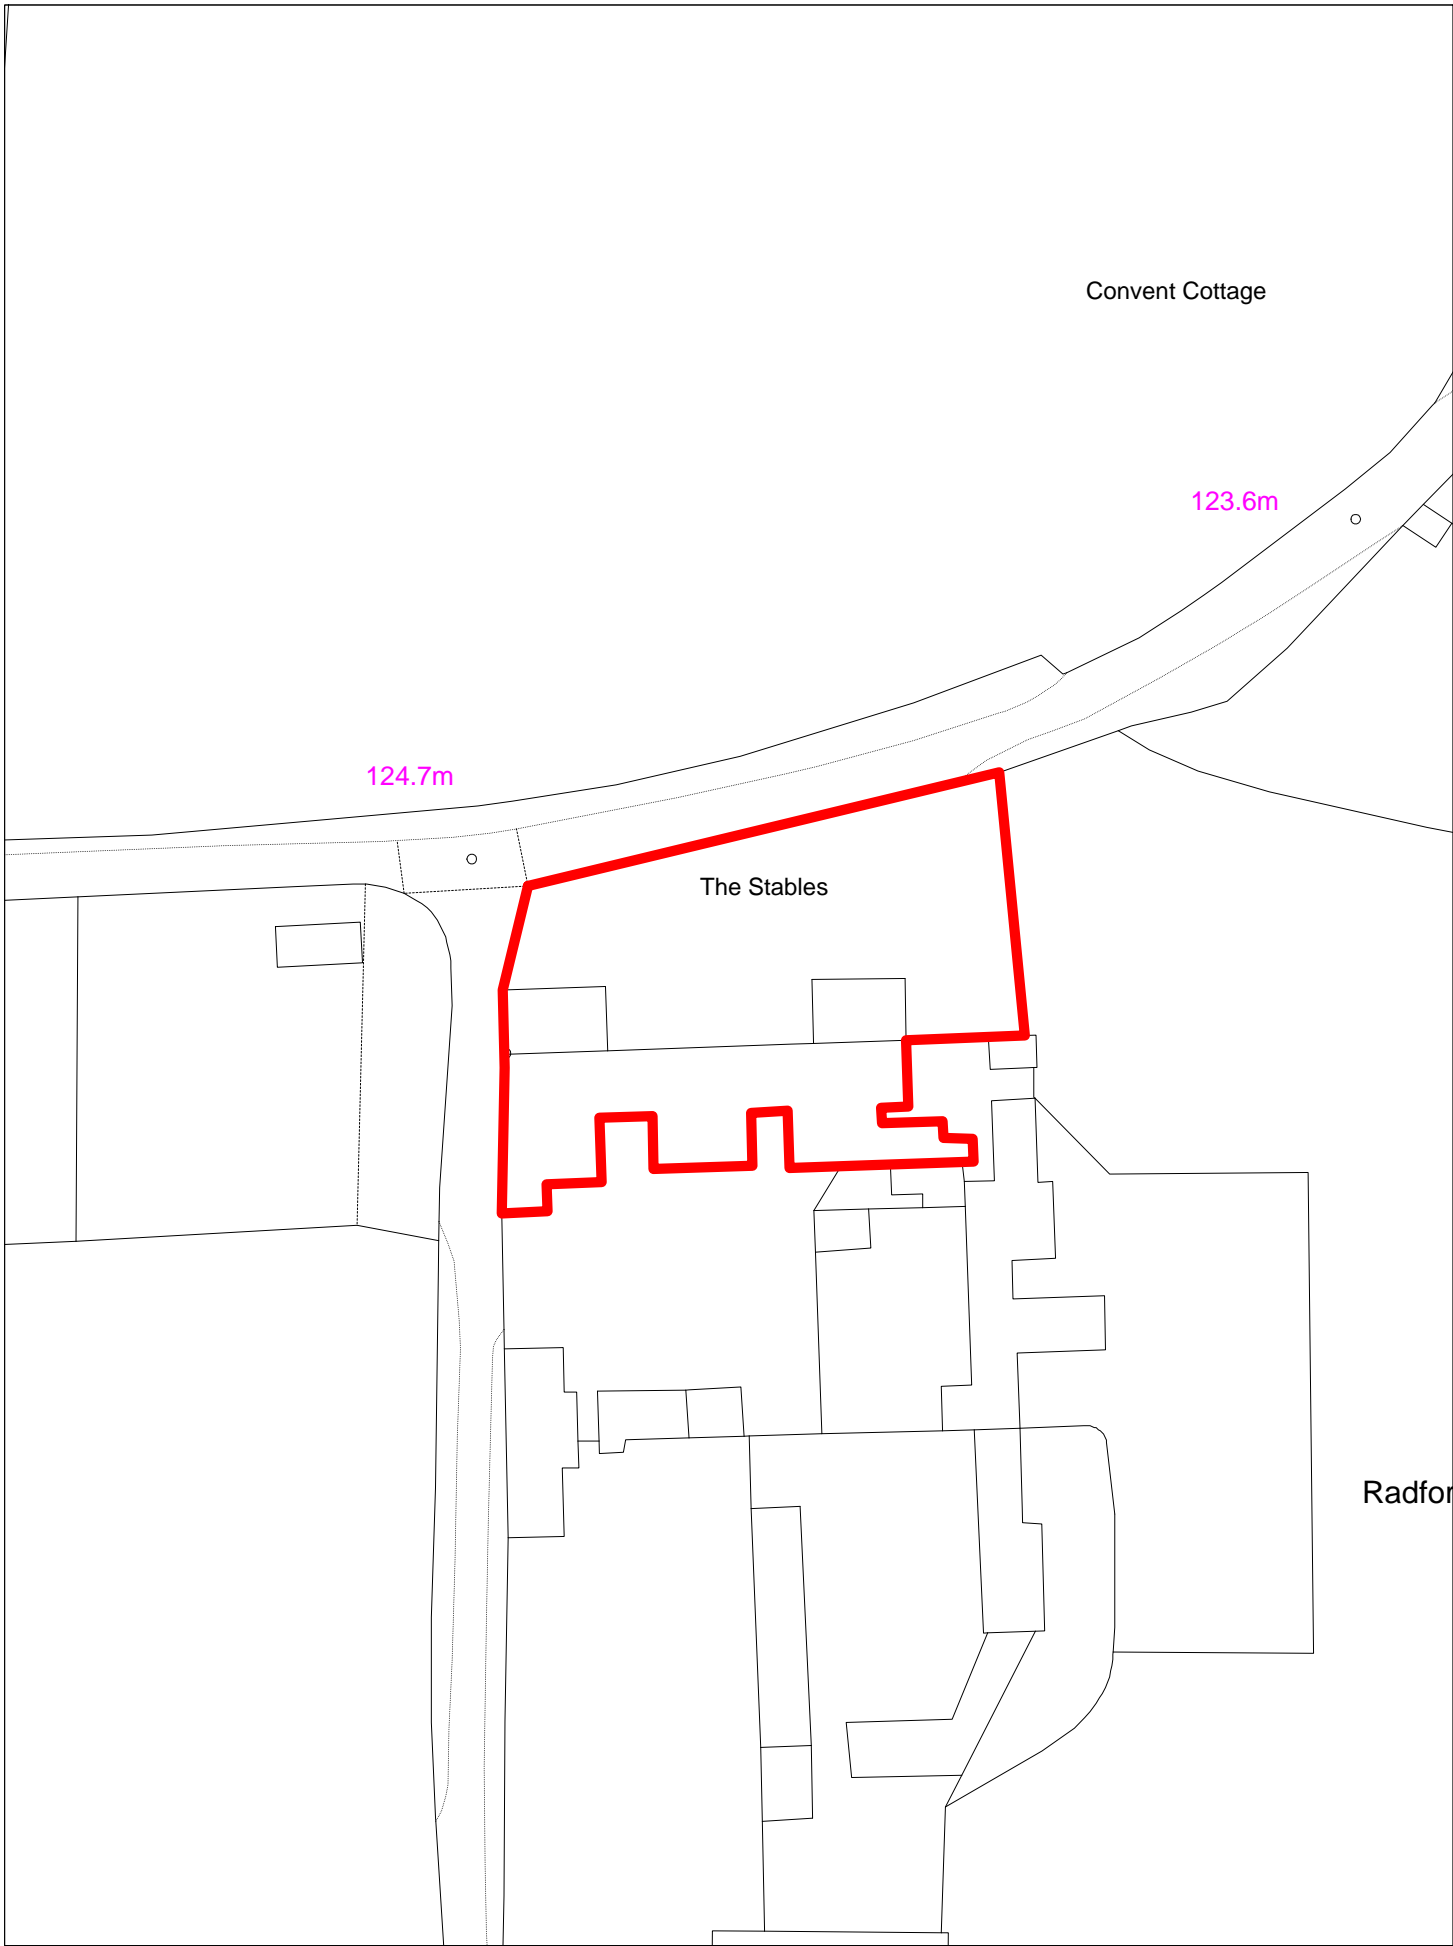 Convent Cottage
123.6m
124.7m
The Stables
Radfor